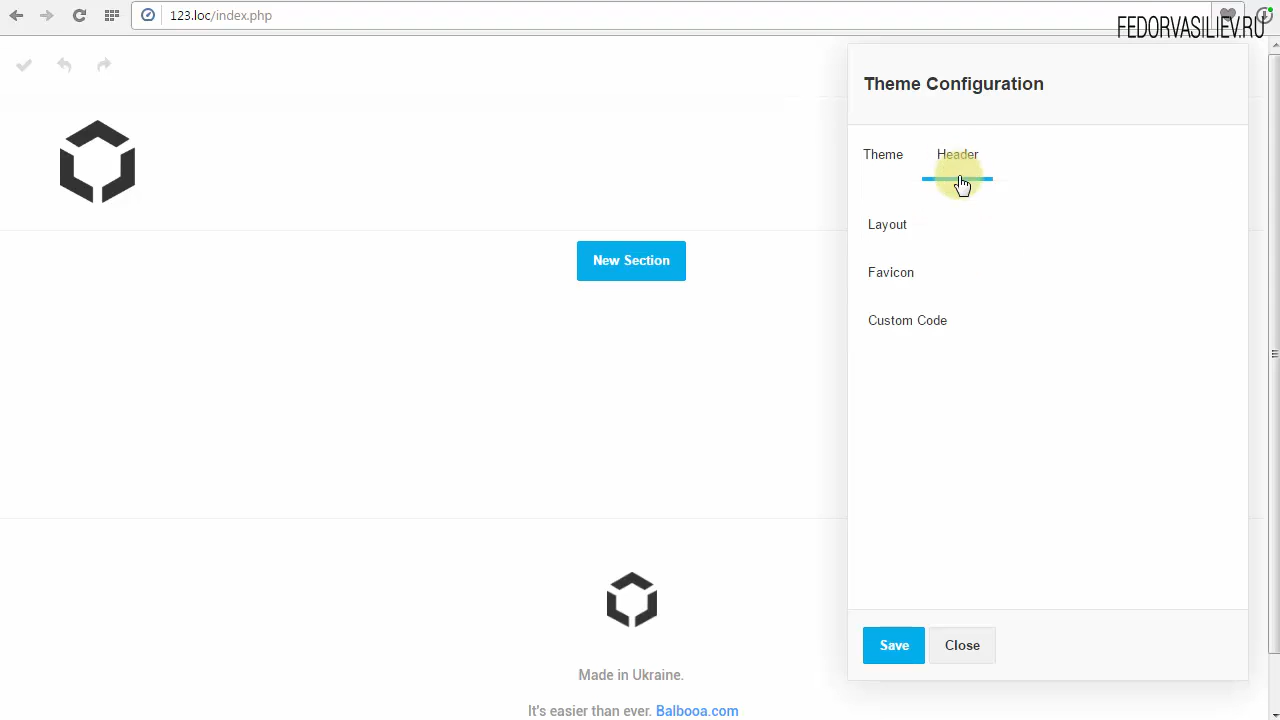 123.loc/index.php
FEDORVASILIEV.RU
Theme Configuration
Theme Header
Layout
Favicon
Custom Code
New Section
Save Close
Made in Ukraine.
It's easier than ever. Balbooa.com